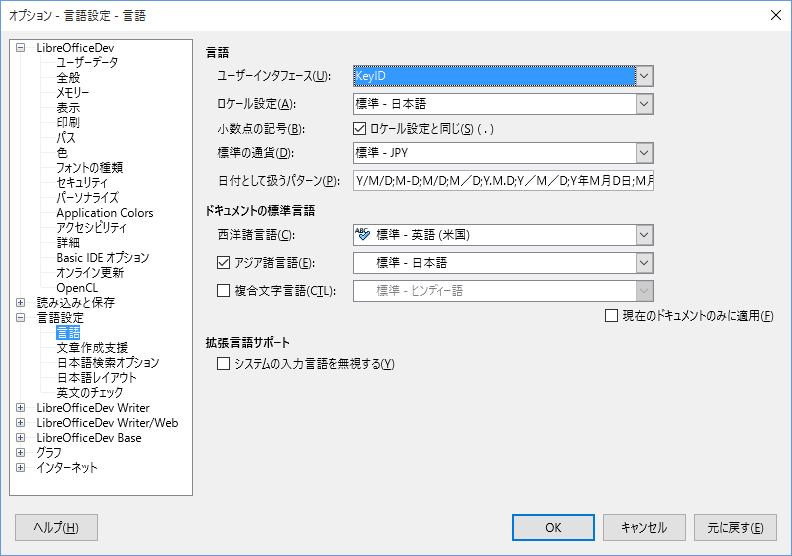 オプション - 言語設定 - 言語
LibreOfficeDev
ユーザーデータ
全般
メモリー
表示
印刷
パス
色
フォントの種類
セキュリティ
パーソナライズ
Application Colors
アクセシビリティ
詳細
Basic IDE オプション
オンライン更新
OpenCL
読み込みと保存
言語設定
言語
文章作成支援
日本語検索オプション
日本語レイアウト
英文のチェック
LibreOfficeDev Writer
LibreOfficeDev Writer/Web
LibreOfficeDev Base
グラフ
インターネット
言語
ユーザーインタフェース(U): KeyID
ロケール設定(A): 標準 - 日本語
小数点の記号(B): ロケール設定と同じ(S) ( . )
標準の通貨(D): 標準 - JPY
日付として扱うパターン(P): Y/M/D;M-D;M/D;M／D;Y.M.D;Y／M／D;Y年M月D日;M月
ドキュメントの標準言語
西洋諸言語(C): ABC 標準 - 英語 (米国)
アジア諸言語(E): 標準 - 日本語
複合文字言語(CTL): 標準 - ヒンディー語
現在のドキュメントのみに適用(F)
拡張言語サポート
システムの入力言語を無視する(Y)
ヘルプ(H)
OK
キャンセル
元に戻す(E)